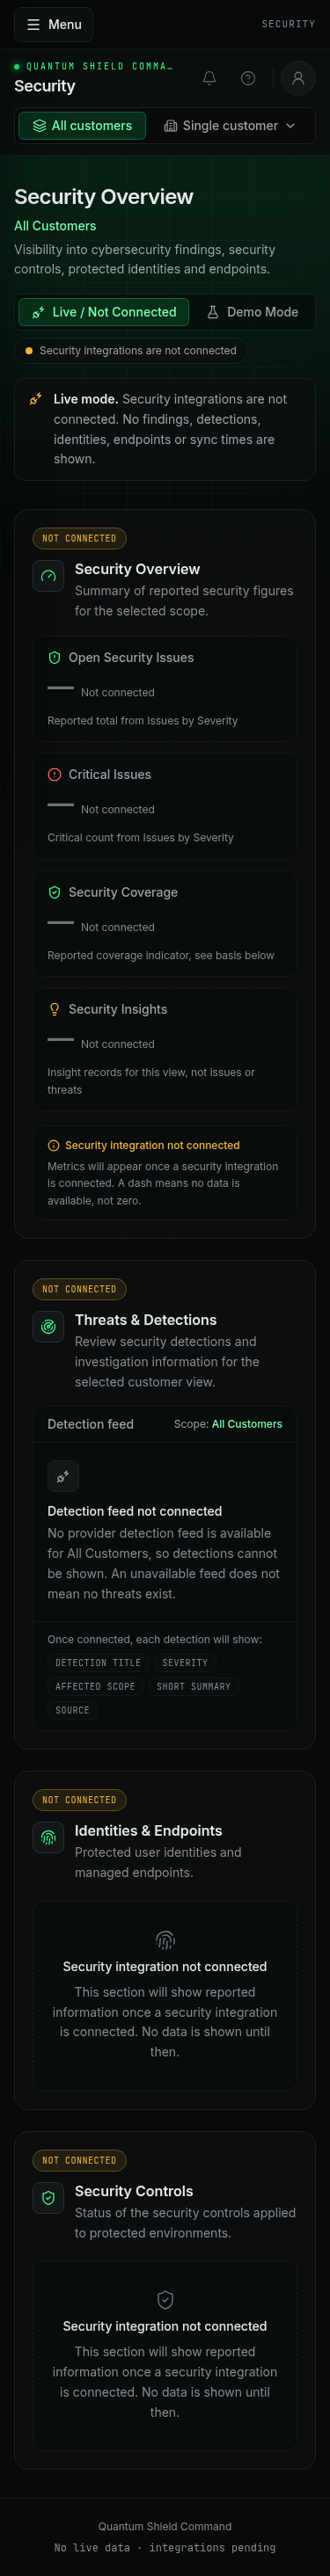 Menu
SECURITY
QUANTUM SHIELD COMMA…
Security
All customers
Single customer
Security Overview
All Customers
Visibility into cybersecurity findings, security
controls, protected identities and endpoints.
Live / Not Connected
Demo Mode
Security integrations are not connected
Live mode. Security integrations are not
connected. No findings, detections,
identities, endpoints or sync times are
shown.
NOT CONNECTED
Security Overview
Summary of reported security figures
for the selected scope.
Open Security Issues
— Not connected
Reported total from Issues by Severity
Critical Issues
— Not connected
Critical count from Issues by Severity
Security Coverage
— Not connected
Reported coverage indicator, see basis below
Security Insights
— Not connected
Insight records for this view, not issues or
threats
Security integration not connected
Metrics will appear once a security integration
is connected. A dash means no data is
available, not zero.
NOT CONNECTED
Threats & Detections
Review security detections and
investigation information for the
selected customer view.
Detection feed
Scope: All Customers
Detection feed not connected
No provider detection feed is available
for All Customers, so detections cannot
be shown. An unavailable feed does not
mean no threats exist.
Once connected, each detection will show:
DETECTION TITLE
SEVERITY
AFFECTED SCOPE
SHORT SUMMARY
SOURCE
NOT CONNECTED
Identities & Endpoints
Protected user identities and
managed endpoints.
Security integration not connected
This section will show reported
information once a security integration
is connected. No data is shown until
then.
NOT CONNECTED
Security Controls
Status of the security controls applied
to protected environments.
Security integration not connected
This section will show reported
information once a security integration
is connected. No data is shown until
then.
Quantum Shield Command
No live data · integrations pending